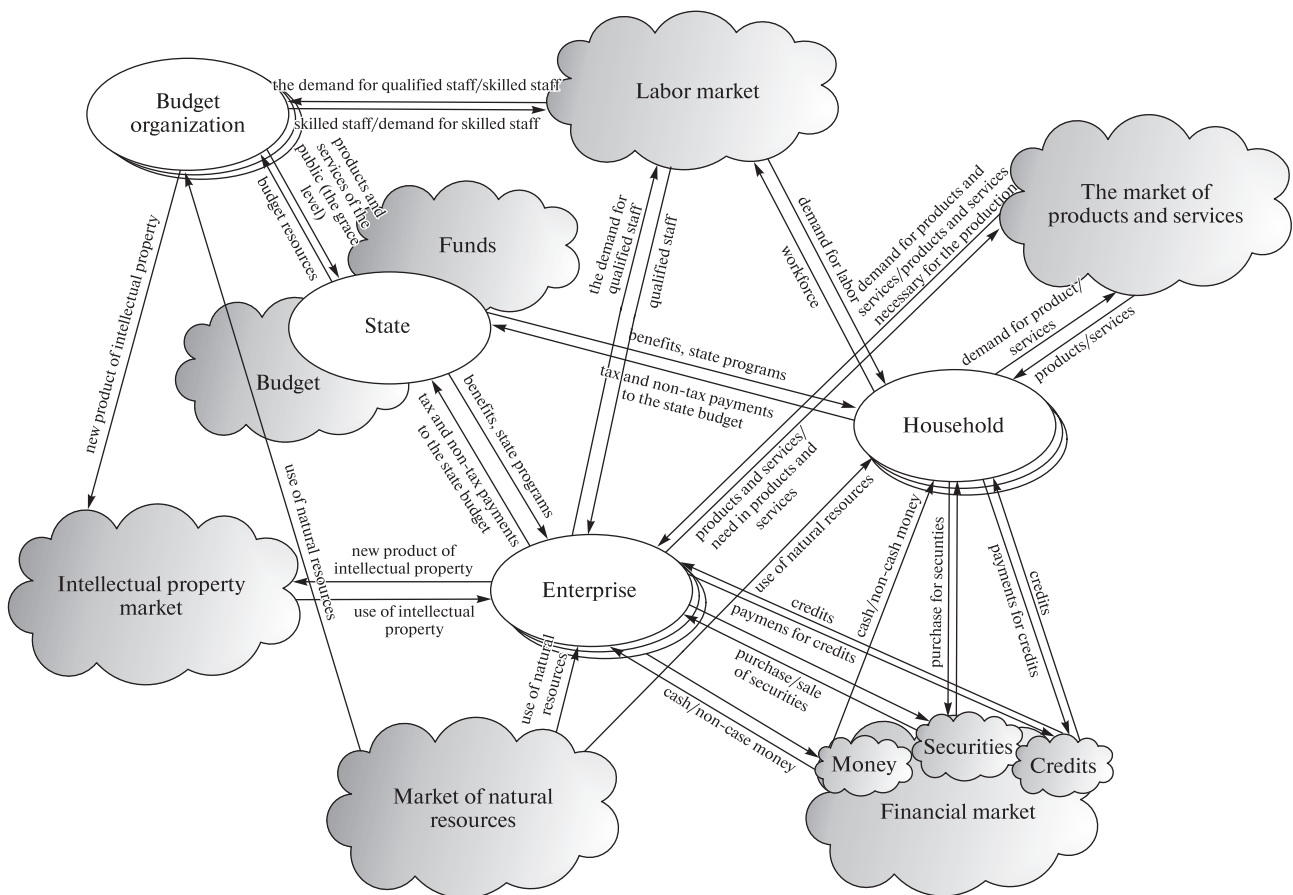 Budget
organization
the demand for qualified staff/skilled staff
skilled staff/demand for skilled staff
Labor market
The market of
products and services
products and
services of the
public (the grace
level)
budget resources
Funds
State
Budget
new product of intellectual property
the demand for
qualified staff
qualified staff
demand for labor
workforce
demand for products and
services/products and services
necessary for the production
demand for product/
services
products/services
benefits, state programs
tax and non-tax payments
to the state budget
benefits, state programs
tax and non-tax payments
to the state budget
Household
products and services/
need in products and
services
use of natural resources
use of natural resources
Intellectual property
market
new product of
intellectual property
use of intellectual
property
Enterprise
credits
paymens for credits
purchase/sale
of securities
cash/non-case money
cash/non-cash money
purchase for securties
payments for credits
credits
use of natural
resources
Market of natural
resources
Money
Securities
Credits
Financial market